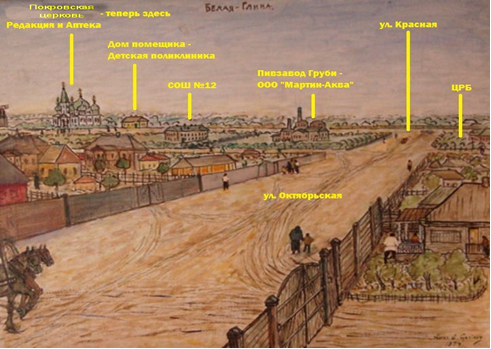 Белая-Глина.
Покровская
церковь - теперь здесь
Редакция и Аптека
Дом помещика -
Детская поликлиника
СОШ №12
Пивзавод Груби -
ООО "Мартин-Аква"
ул. Красная
ЦРБ
ул. Октябрьская